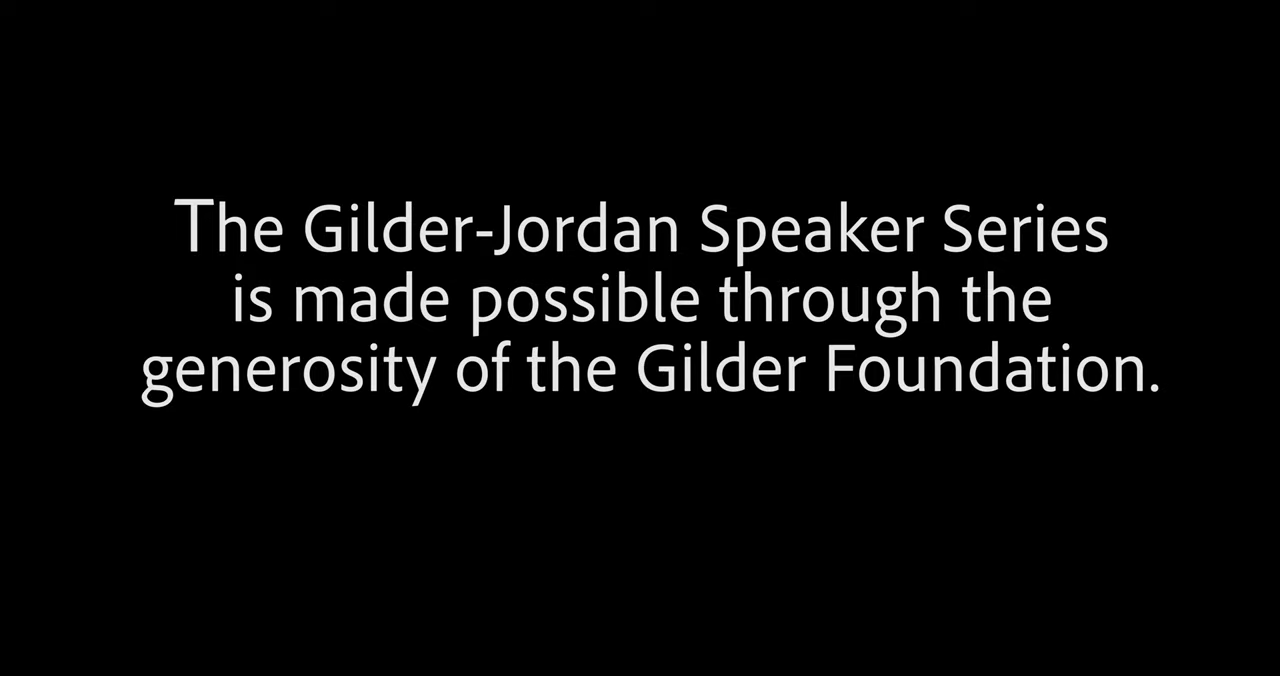 The Gilder-Jordan Speaker Series
is made possible through the
generosity of the Gilder Foundation.